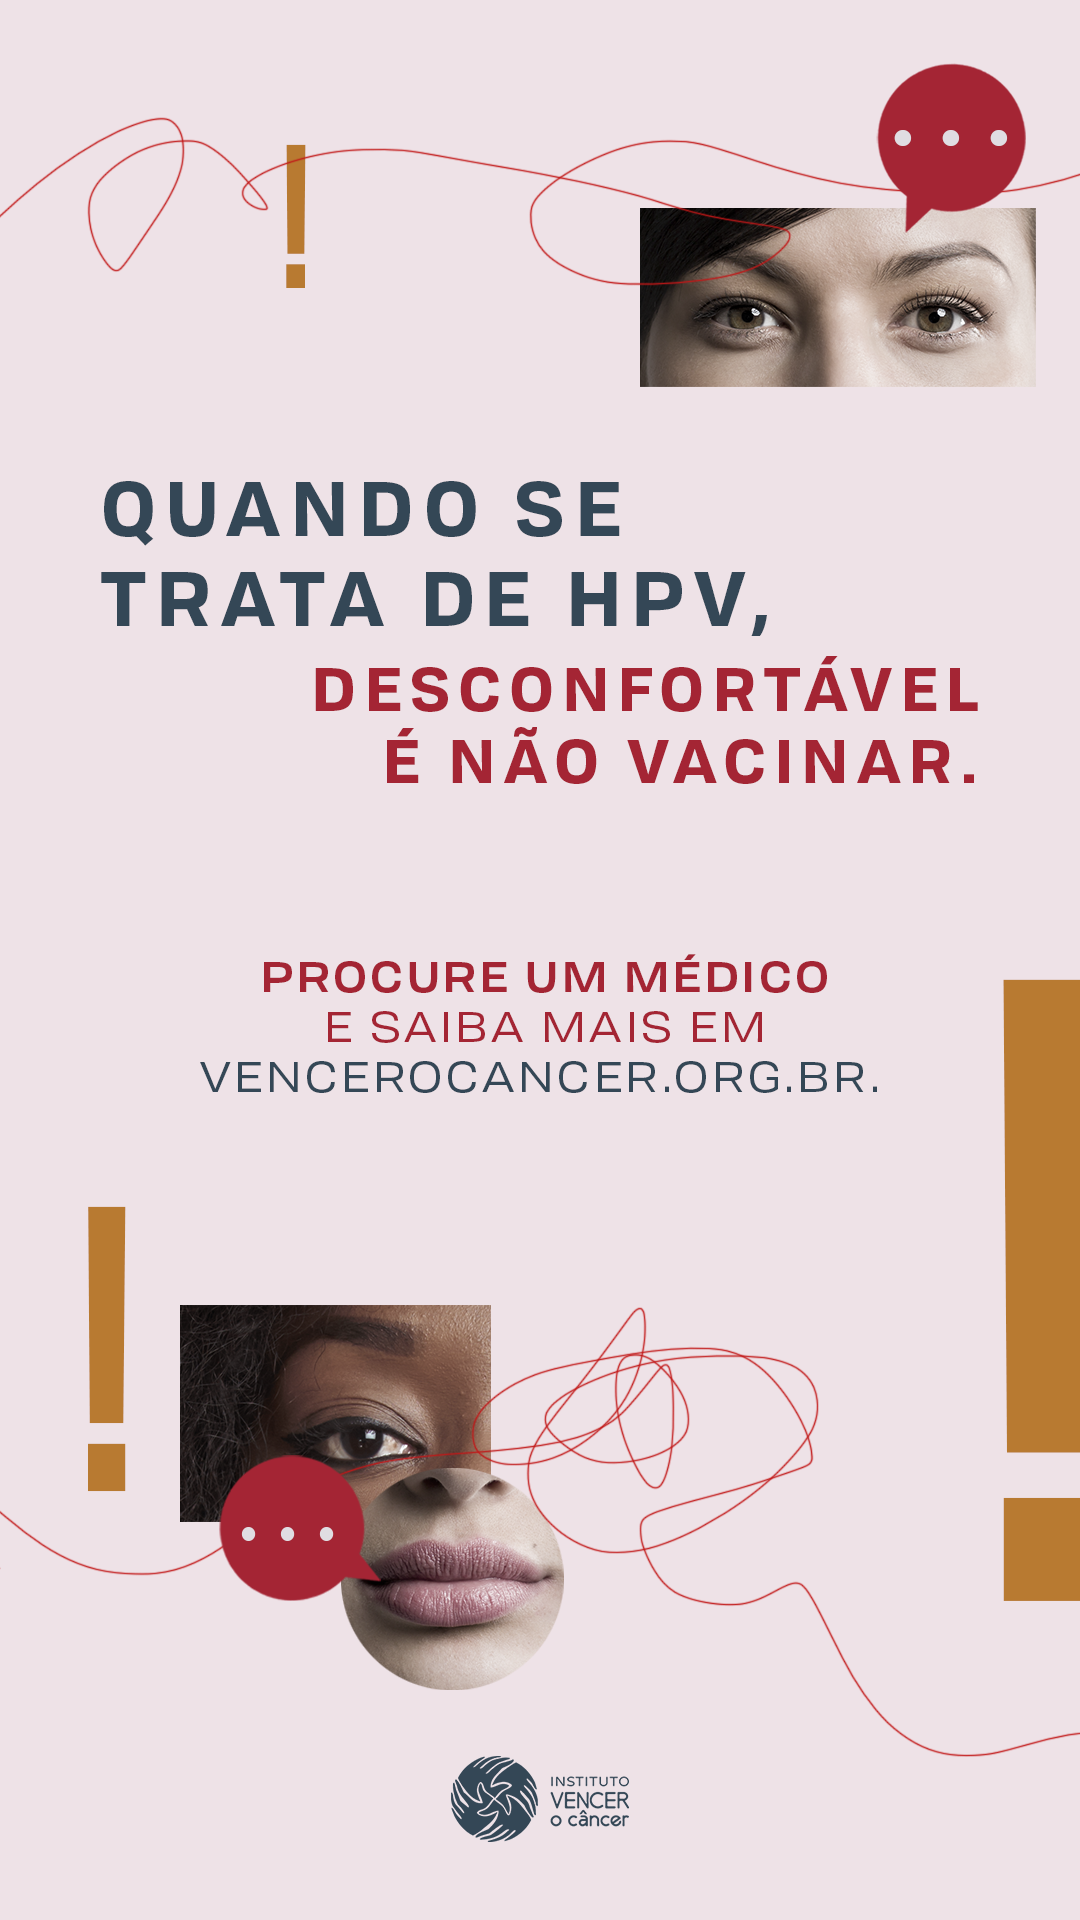 QUANDO SE
TRATA DE HPV,
DESCONFORTÁVEL
É NÃO VACINAR.
PROCURE UM MÉDICO
E SAIBA MAIS EM
VENCEROCANCER.ORG.BR.
INSTITUTO
VENCER
o câncer